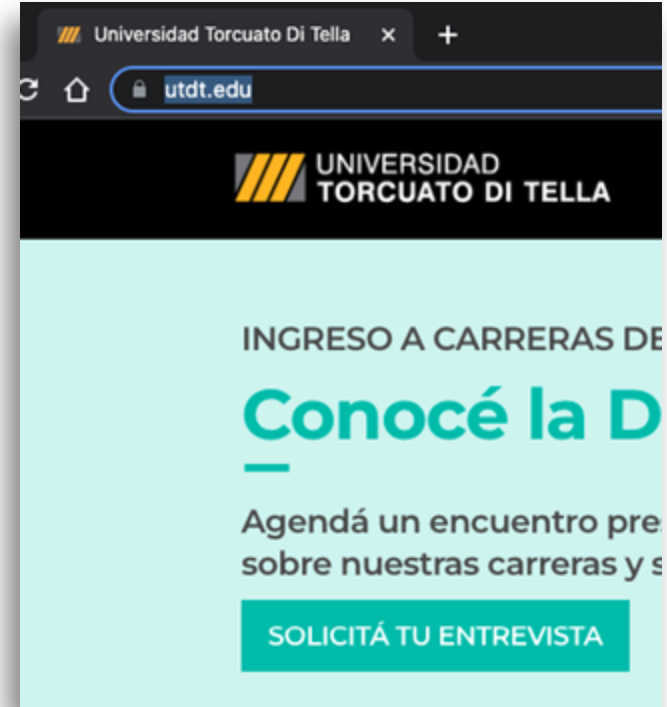 Universidad Torcuato Di Tella
utdt.edu
UNIVERSIDAD
TORCUATO DI TELLA
INGRESO A CARRERAS DE
Conocé la D
Agendá un encuentro pre
sobre nuestras carreras y s
SOLICITÁ TU ENTREVISTA